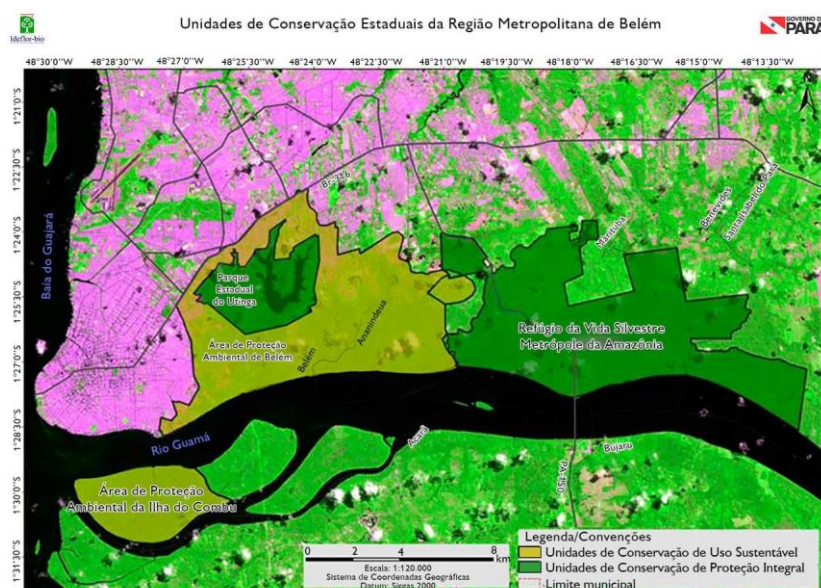 Unidades de Conservação Estaduais da Região Metropolitana de Belém
Ideflor-bio
GOVERNO DO
PARÁ
48°30'0"O 48°28'30"O 48°27'0"O 48°25'30"O 48°24'0"O 48°22'30"O 48°21'0"O 48°19'30"O 48°18'0"O 48°16'30"O 48°15'0"O 48°13'30"O
1°21'0"S
1°22'30"S
1°24'0"S
1°25'30"S
1°27'0"S
1°28'30"S
1°30'0"S
1°31'30"S
Baía do Guajará
Br-316
Marituba
Benevides
Santa Isabel do Pará
Parque
Estadual
do Utinga
Área de Proteção
Ambiental de Belém
Belém
Ananindeua
Refúgio da Vida Silvestre
Metrópole da Amazônia
Rio Guamá
Acará
Bujaru
PA-150
Área de Proteção
Ambiental da Ilha do Combu
0 2 4 8
km
Escala: 1:120.000
Sistema de Coordenadas Geográficas
Datum: Sirgas 2000
Legenda/Convenções
Unidades de Conservação de Uso Sustentável
Unidades de Conservação de Proteção Integral
Limite municipal